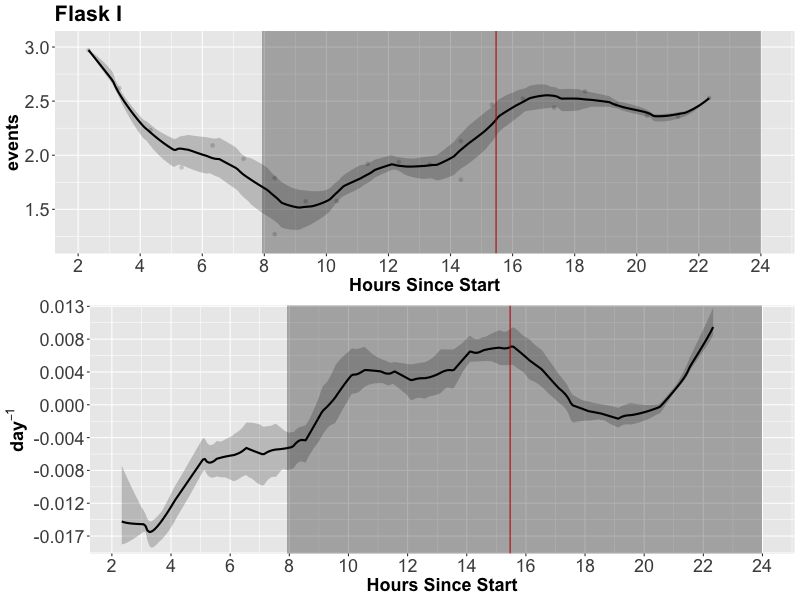 Flask I
events
3.0
2.5
2.0
1.5
2 4 6 8 10 12 14 16 18 20 22 24
Hours Since Start
day⁻¹
0.013
0.008
0.004
0.000
-0.004
-0.008
-0.012
-0.017
2 4 6 8 10 12 14 16 18 20 22 24
Hours Since Start